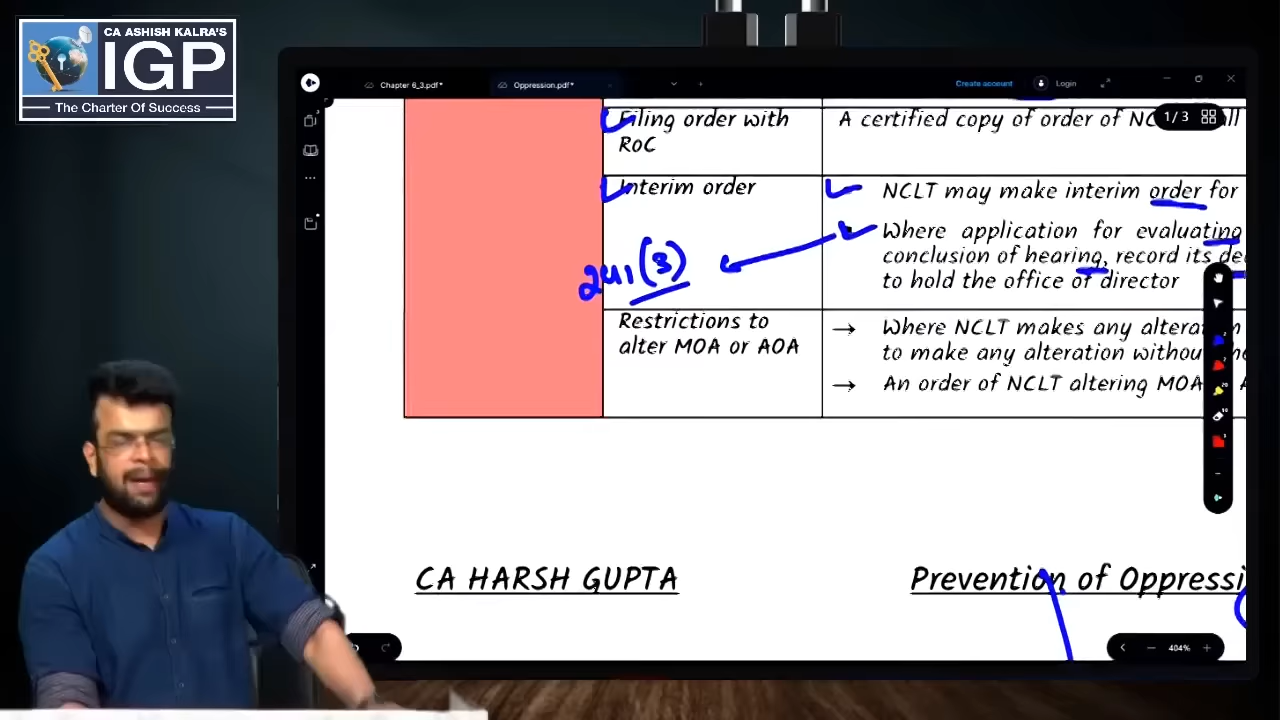 CA ASHISH KALRA'S
IGP
The Charter Of Success
Chapter 6_3.pdf*
Oppression.pdf*
Create account
Login
Filing order with
RoC
A certified copy of order of
1/3
Interim order
NCLT may make interim order for
Where application for evaluating
conclusion of hearing, record its
to hold the office of director
241(3)
Restrictions to
alter MOA or AOA
→ Where NCLT makes any
to make any alteration
→ An order of NCLT altering MOA
CA HARSH GUPTA
Prevention of
404%